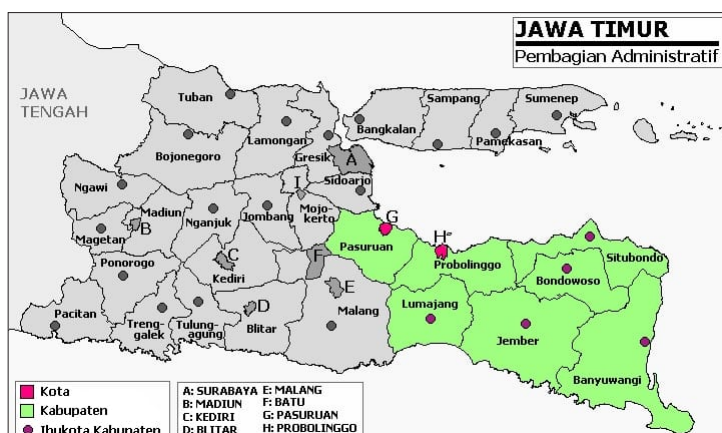 JAWA TIMUR
Pembagian Administratif
JAWA
TENGAH
Tuban
Lamongan
Gresik
Bangkalan
Sampang
Pamekasan
Sumenep
Bojonegoro
A
I
Sidoarjo
Ngawi
Madiun
B
Magetan
Nganjuk
Jombang
Mojo-
kerto
G
Pasuruan
H
Probolinggo
Situbondo
Bondowoso
Ponorogo
C
Kediri
F
E
Malang
Lumajang
Jember
Banyuwangi
Pacitan
Treng-
galek
Tulung-
agung
D
Blitar
Kota
Kabupaten
Ibukota Kabupaten
A: SURABAYA
B: MADIUN
C: KEDIRI
D: BLITAR
E: MALANG
F: BATU
G: PASURUAN
H: PROBOLINGGO